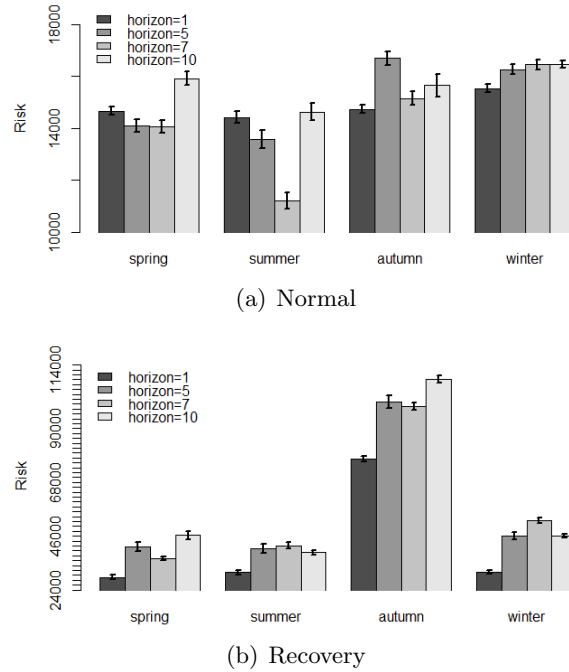 horizon=1
horizon=5
horizon=7
horizon=10
Risk
18000
14000
10000
spring summer autumn winter
(a) Normal
horizon=1
horizon=5
horizon=7
horizon=10
Risk
114000
90000
68000
46000
24000
spring summer autumn winter
(b) Recovery